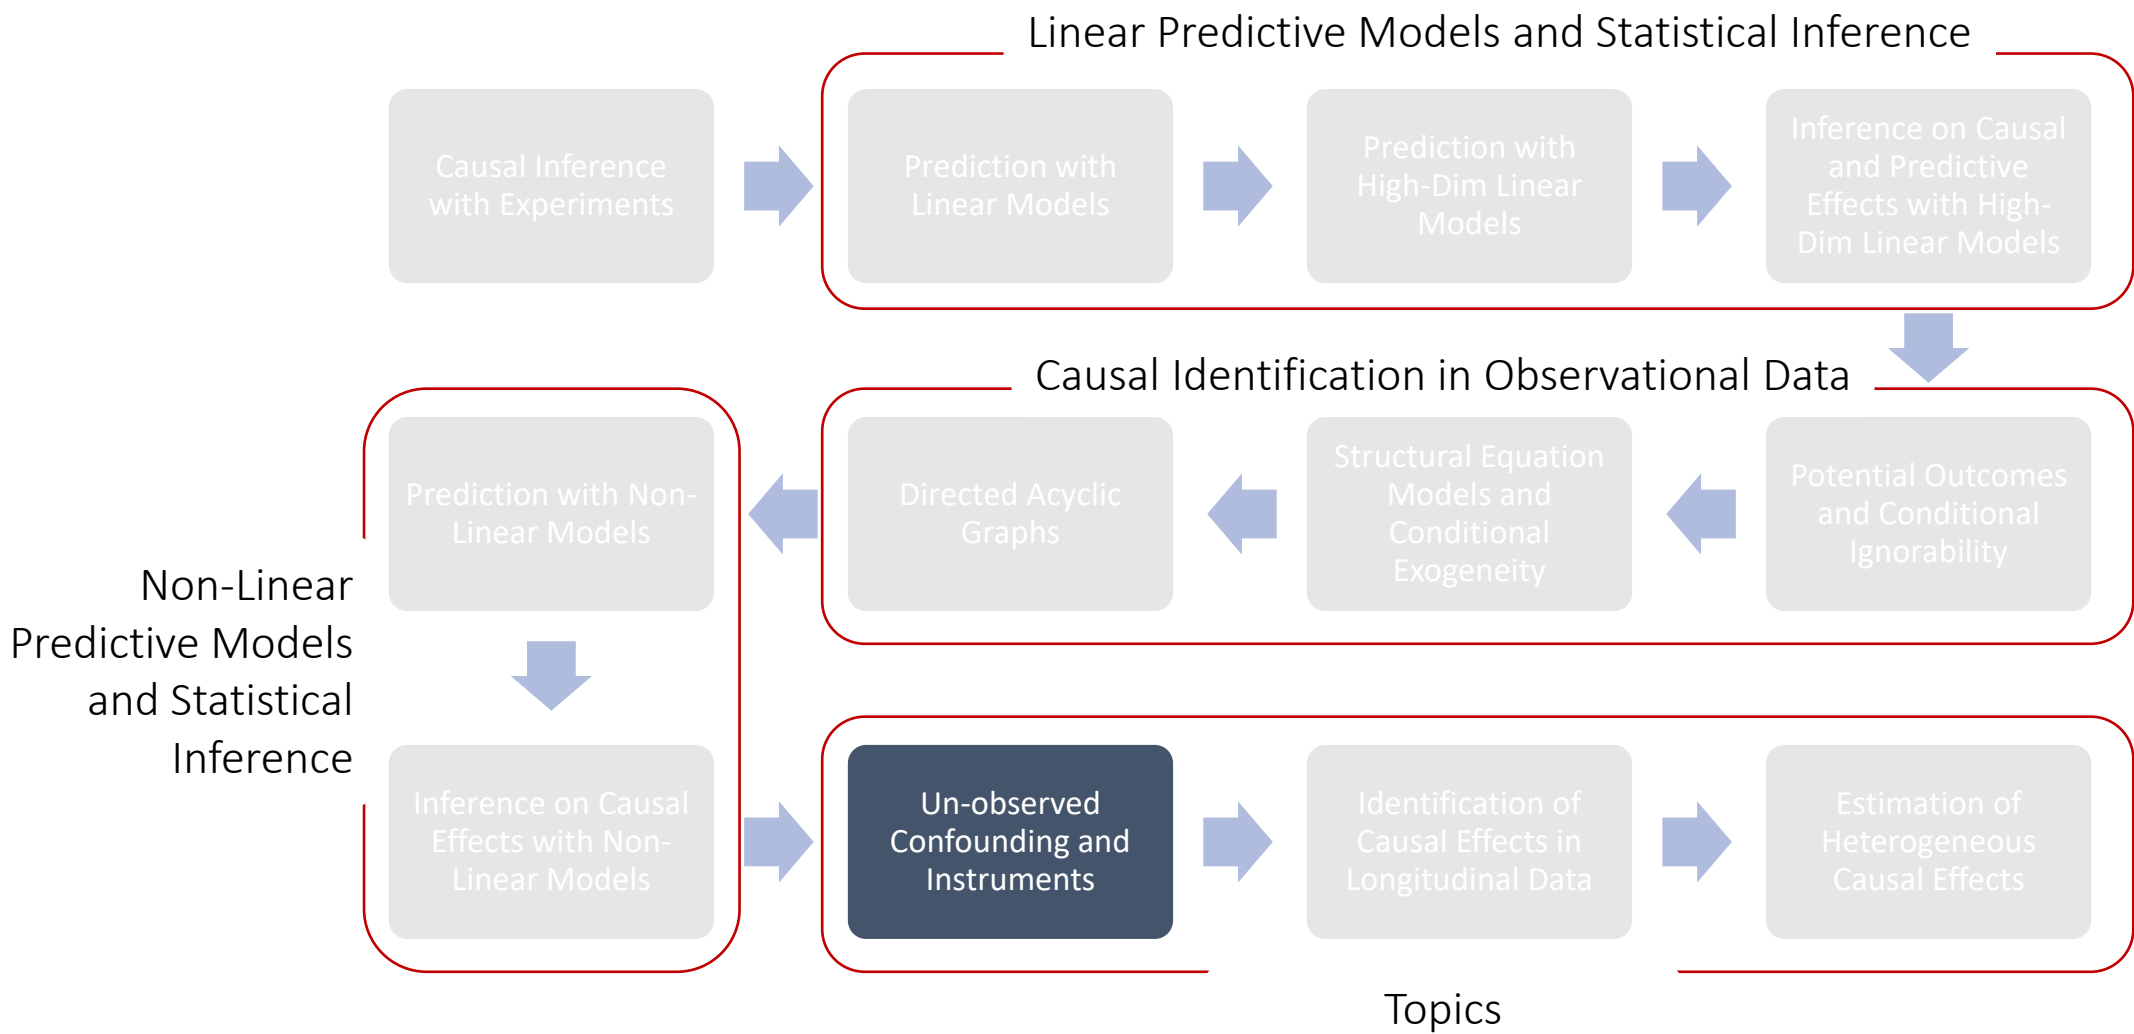 Linear Predictive Models and Statistical Inference
Causal Inference
with Experiments
Prediction with
Linear Models
Prediction with
High-Dim Linear
Models
Inference on Causal
and Predictive
Effects with High-
Dim Linear Models
Causal Identification in Observational Data
Potential Outcomes
and Conditional
Ignorability
Structural Equation
Models and
Conditional
Exogeneity
Directed Acyclic
Graphs
Prediction with Non-
Linear Models
Non-Linear
Predictive Models
and Statistical
Inference
Inference on Causal
Effects with Non-
Linear Models
Un-observed
Confounding and
Instruments
Identification of
Causal Effects in
Longitudinal Data
Estimation of
Heterogeneous
Causal Effects
Topics